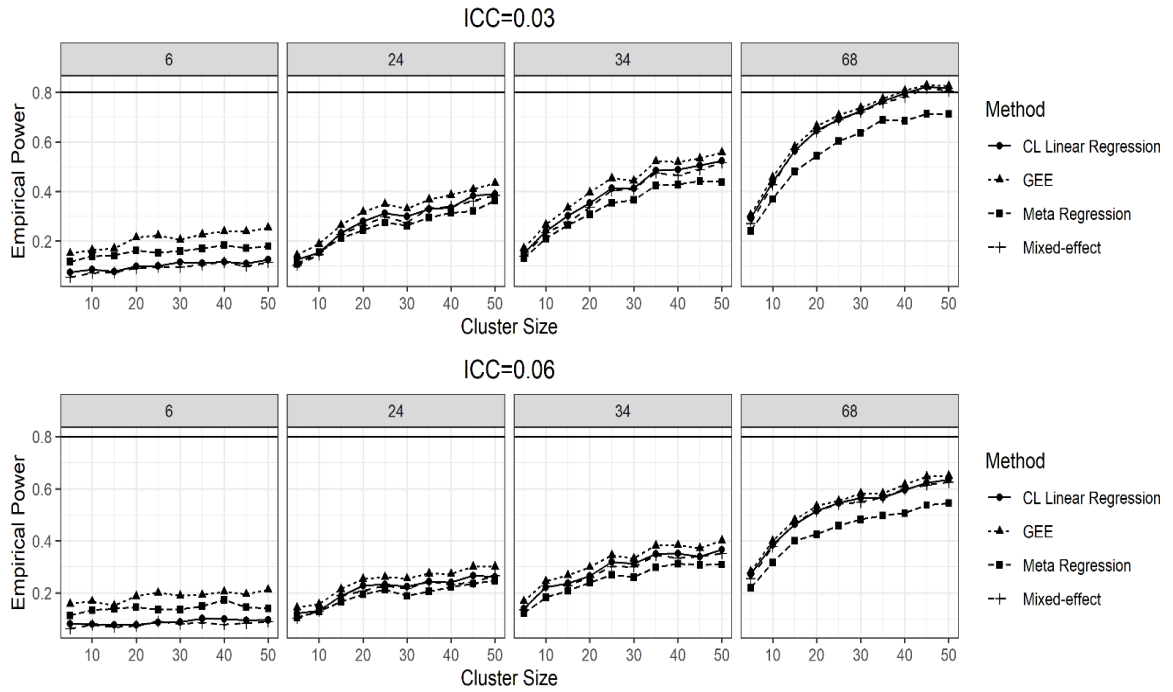 ICC=0.03
6 24 34 68
Empirical Power
0.8
0.6
0.4
0.2
10 20 30 40 50 10 20 30 40 50 10 20 30 40 50 10 20 30 40 50
Cluster Size
Method
CL Linear Regression
GEE
Meta Regression
Mixed-effect
ICC=0.06
6 24 34 68
Empirical Power
0.8
0.6
0.4
0.2
10 20 30 40 50 10 20 30 40 50 10 20 30 40 50 10 20 30 40 50
Cluster Size
Method
CL Linear Regression
GEE
Meta Regression
Mixed-effect